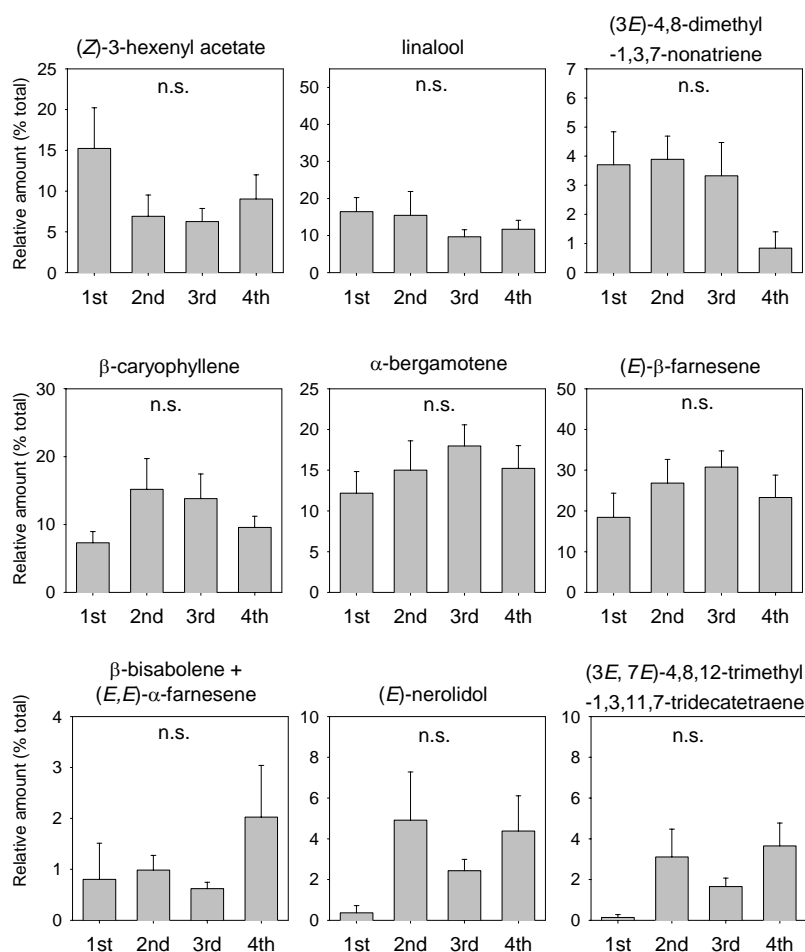 (Z)-3-hexenyl acetate
Relative amount (% total)
25
20
15
10
5
0
n.s.
1st 2nd 3rd 4th
linalool
50
40
30
20
10
0
n.s.
1st 2nd 3rd 4th
(3E)-4,8-dimethyl
-1,3,7-nonatriene
7
6
5
4
3
2
1
0
n.s.
1st 2nd 3rd 4th
β-caryophyllene
Relative amount (% total)
30
20
10
0
n.s.
1st 2nd 3rd 4th
α-bergamotene
25
20
15
10
5
0
n.s.
1st 2nd 3rd 4th
(E)-β-farnesene
50
40
30
20
10
0
n.s.
1st 2nd 3rd 4th
β-bisabolene +
(E,E)-α-farnesene
Relative amount (% total)
4
3
2
1
0
n.s.
1st 2nd 3rd 4th
(E)-nerolidol
10
8
6
4
2
0
n.s.
1st 2nd 3rd 4th
(3E, 7E)-4,8,12-trimethyl
-1,3,11,7-tridecatetraene
10
8
6
4
2
0
n.s.
1st 2nd 3rd 4th